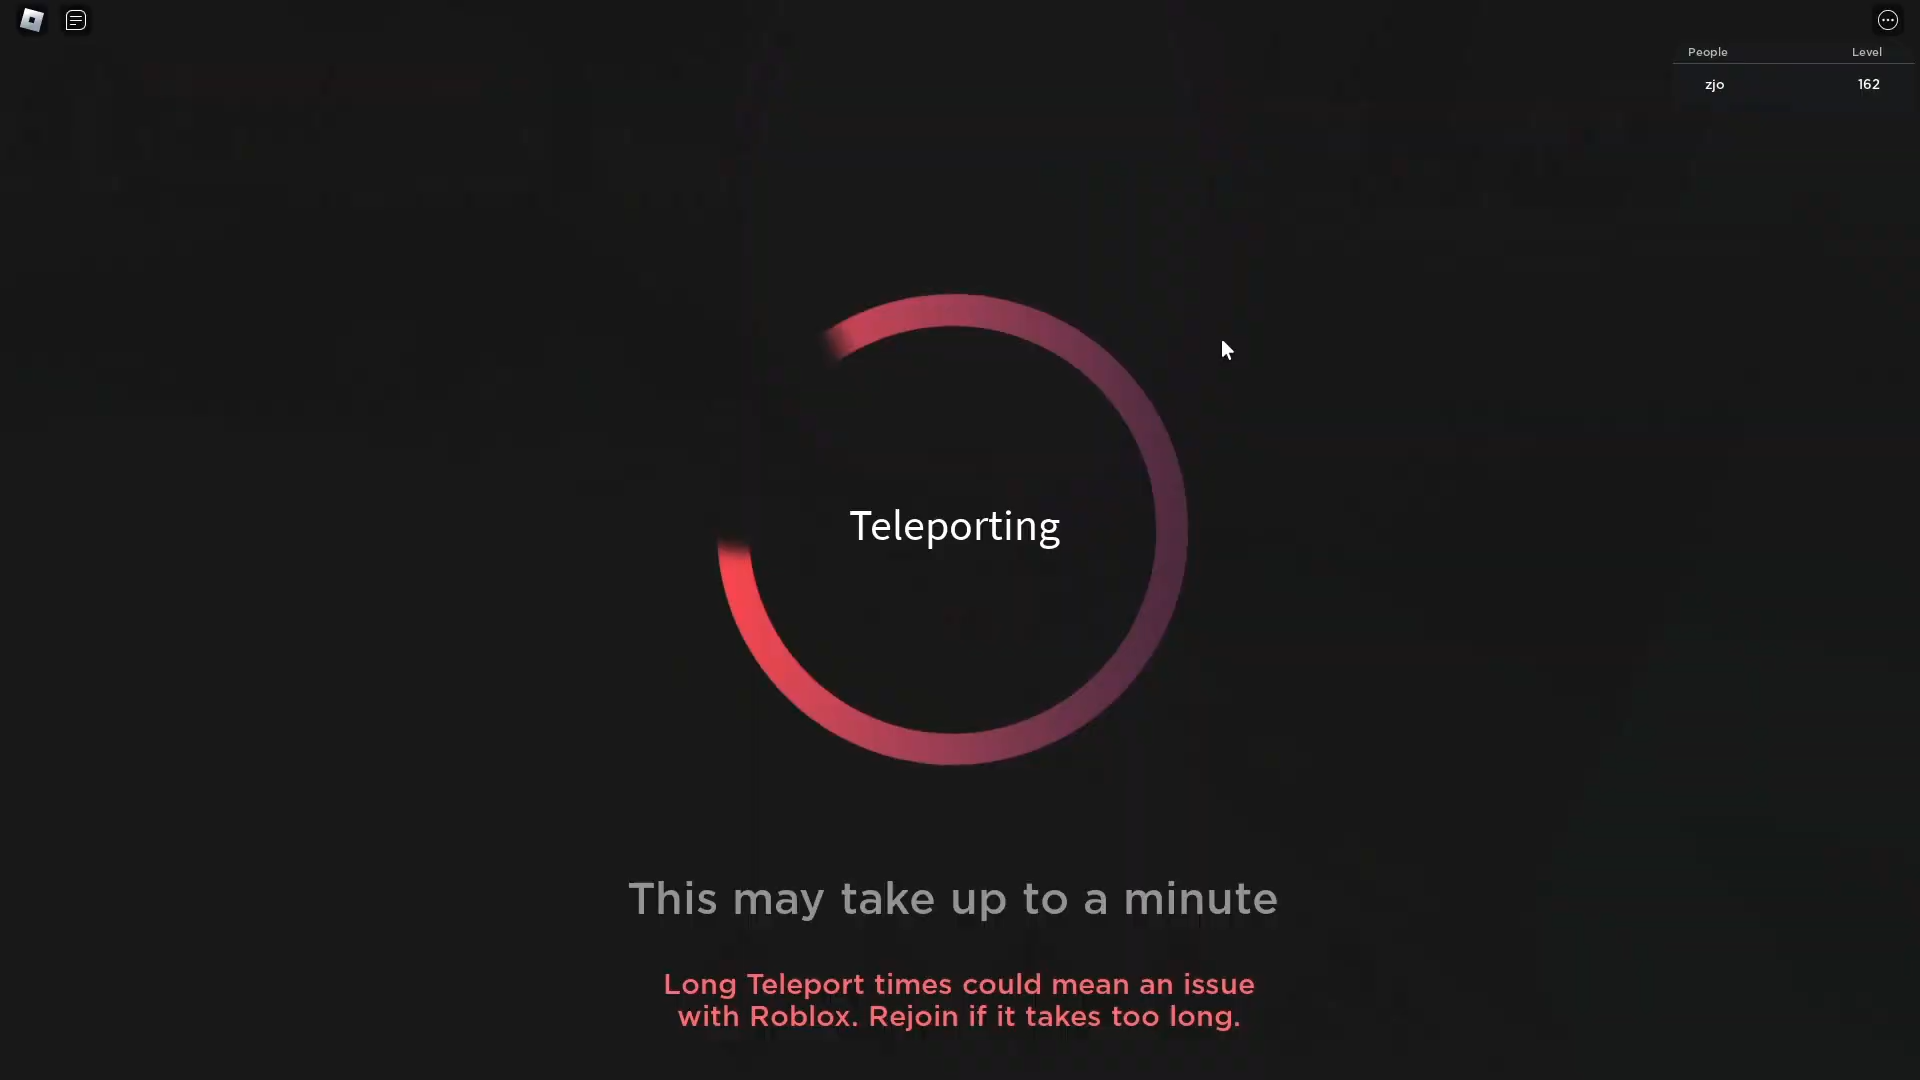 People Level
zjo 162
Teleporting
This may take up to a minute
Long Teleport times could mean an issue
with Roblox. Rejoin if it takes too long.